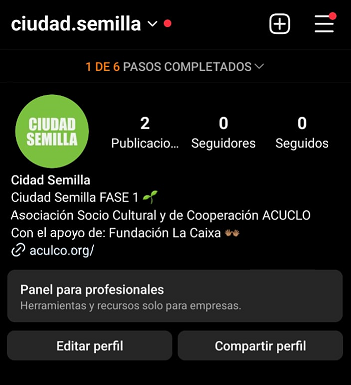 ciudad.semilla
1 DE 6 PASOS COMPLETADOS
CIUDAD
SEMILLA
2 0 0
Publicacio... Seguidores Seguidos
Cidad Semilla
Ciudad Semilla FASE 1 🌱
Asociación Socio Cultural y de Cooperación ACUCLO
Con el apoyo de: Fundación La Caixa 👐🏽
aculco.org/
Panel para profesionales
Herramientas y recursos solo para empresas.
Editar perfil Compartir perfil